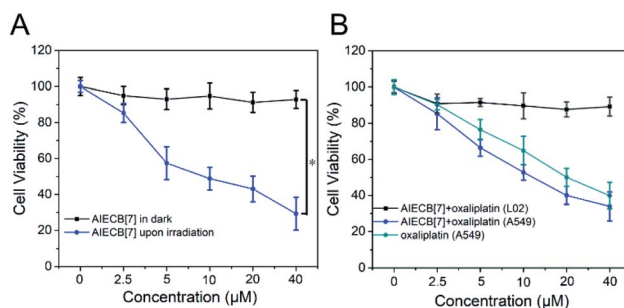 A
120
100
80
60
40
20
0
Cell Viability (%)
*
AIECB[7] in dark
AIECB[7] upon irradiation
0 2.5 5 10 20 40
Concentration (µM)
B
120
100
80
60
40
20
0
Cell Viability (%)
AIECB[7]+oxaliplatin (L02)
AIECB[7]+oxaliplatin (A549)
oxaliplatin (A549)
0 2.5 5 10 20 40
Concentration (µM)